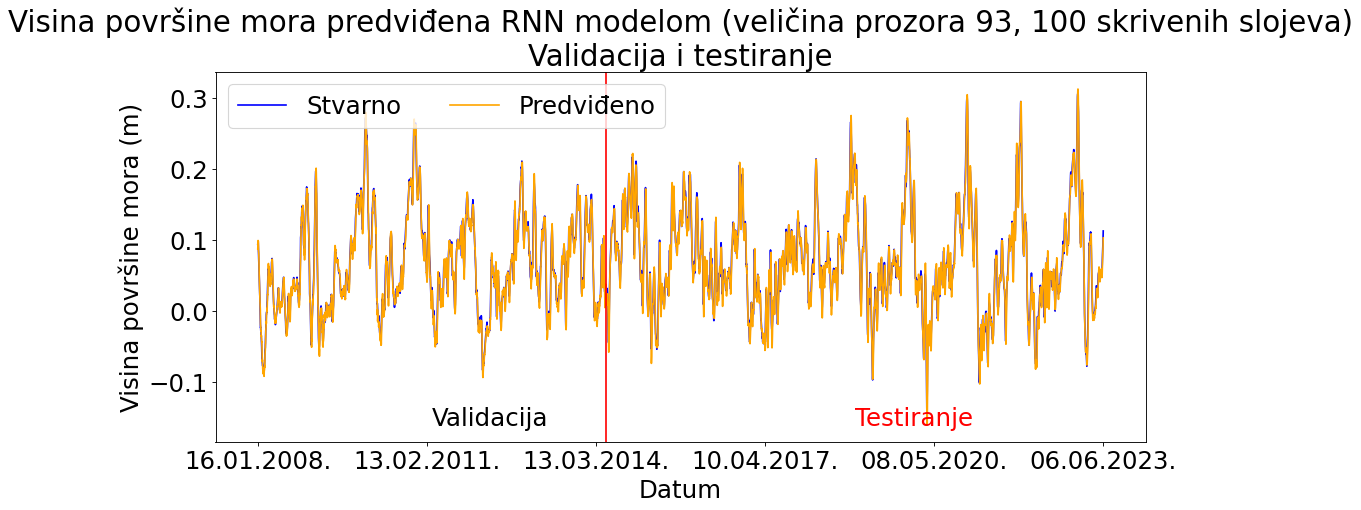 Visina površine mora predviđena RNN modelom (veličina prozora 93, 100 skrivenih slojeva)
Validacija i testiranje
Stvarno
Predviđeno
Visina površine mora (m)
0.3
0.2
0.1
0.0
−0.1
Validacija
Testiranje
16.01.2008.
13.02.2011.
13.03.2014.
10.04.2017.
08.05.2020.
06.06.2023.
Datum